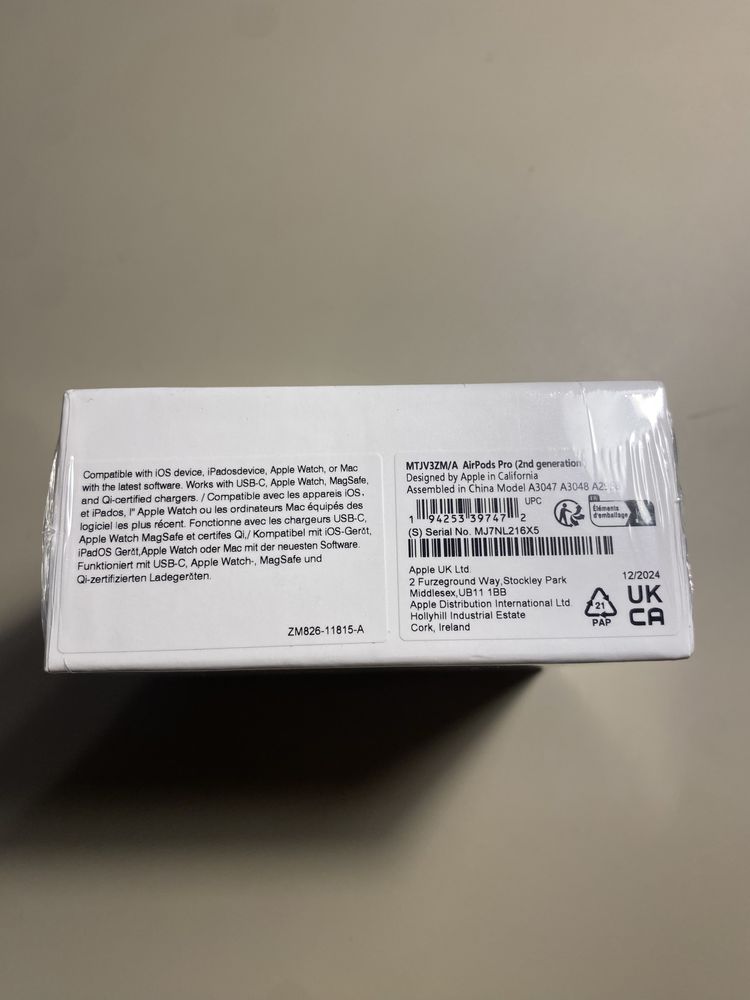 Compatible with iOS device, iPadosdevice, Apple Watch, or Mac
with the latest software. Works with USB-C, Apple Watch, MagSafe,
and Qi-certified chargers. / Compatible avec les appareis iOS.
et iPados, l" Apple Watch ou les ordinateurs Mac équipés des
logiciel les plus récent. Fonctionne avec les chargeurs USB-C,
Apple Watch MagSafe et certifes Qi,/ Kompatibel mit iOS-Gerät,
iPadOS Gerät,Apple Watch oder Mac mit der neuesten Software.
Funktioniert mit USB-C, Apple Watch-, MagSafe und
Qi-zertifizierten Ladegeräten.
ZM826-11815-A
MTJV3ZM/A AirPods Pro (2nd generation
Designed by Apple in California
Assembled in China Model A3047 A3048
UPC
1 94253 39747 2
FR
Éléments
d'emballage
(S) Serial No. MJ7NL216X5
Apple UK Ltd.
2 Furzeground Way,Stockley Park
Middlesex,UB11 1BB
Apple Distribution International Ltd
Hollyhill Industrial Estate
Cork, Ireland
21
PAP
12/2024
UK
CA